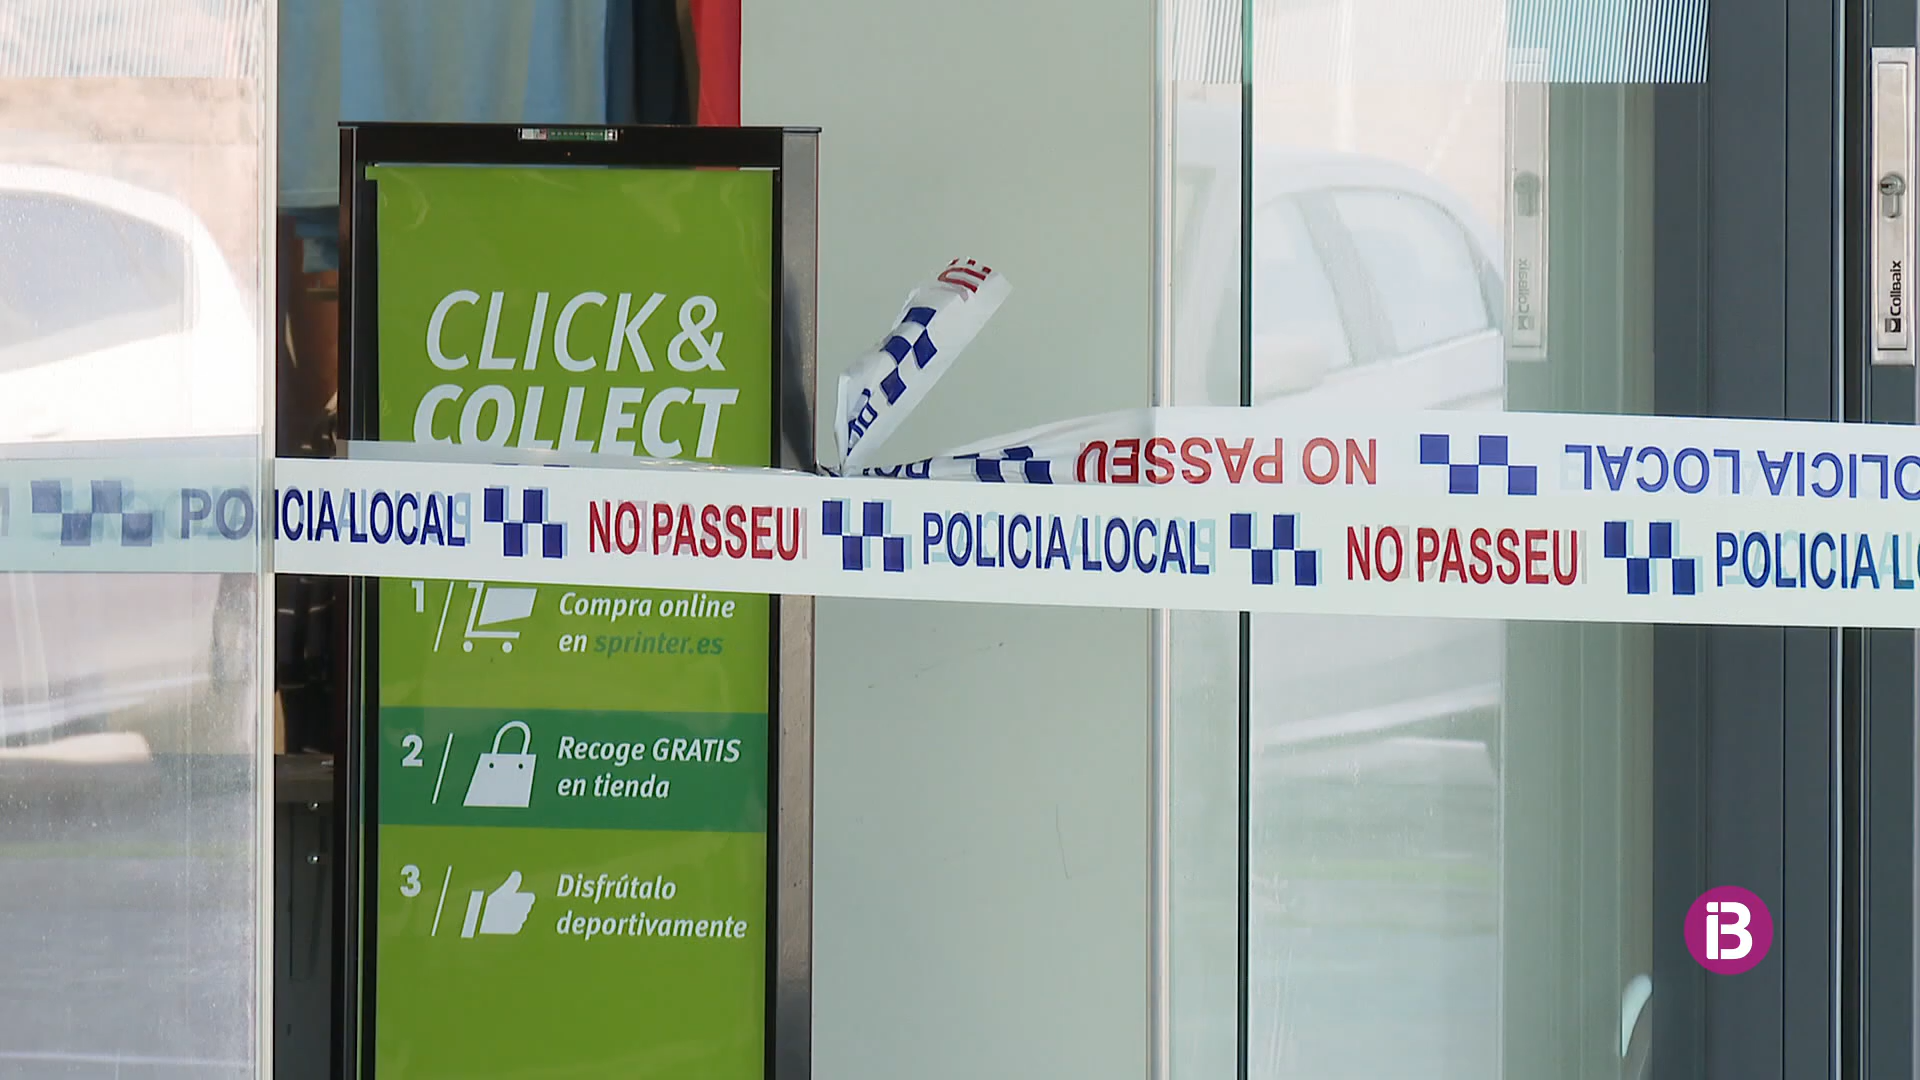 CLICK&
COLLECT
NO PASSEU POLICIA LOCAL
POLICIA LOCAL NO PASSEU POLICIA LOCAL NO PASSEU POLICIA L
1/ Compra online
en sprinter.es
2/ Recoge GRATIS
en tienda
3/ Disfrútalo
deportivamente
Collbaix
IB